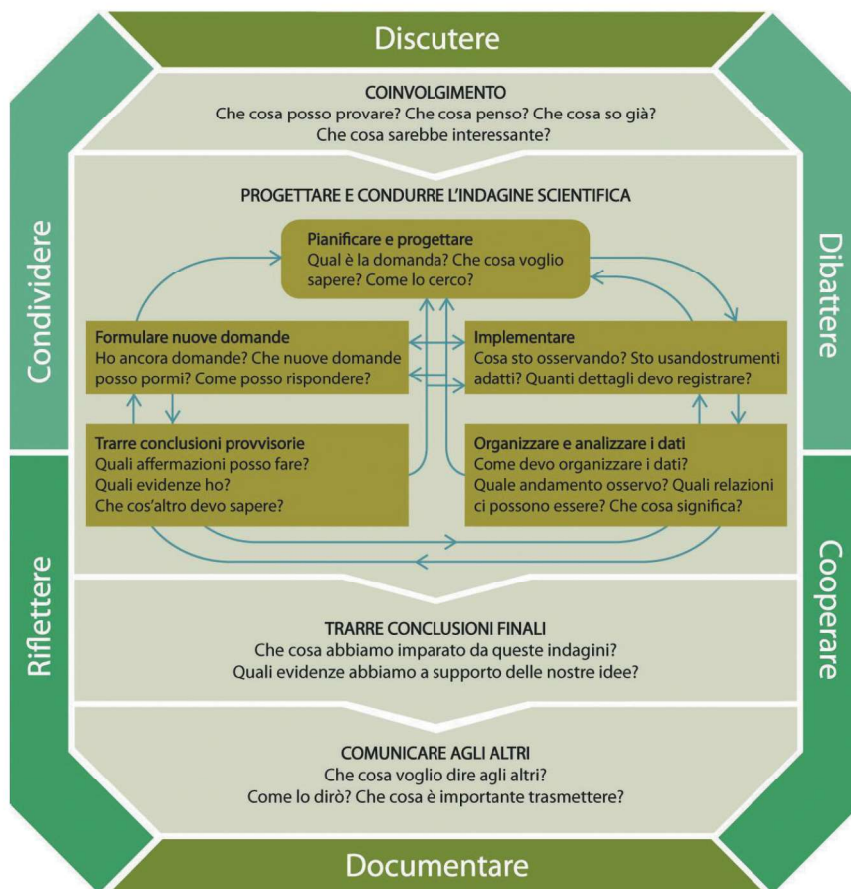 Discutere
COINVOLGIMENTO
Che cosa posso provare? Che cosa penso? Che cosa so già?
Che cosa sarebbe interessante?
PROGETTARE E CONDURRE L'INDAGINE SCIENTIFICA
Pianificare e progettare
Qual è la domanda? Che cosa voglio
sapere? Come lo cerco?
Formulare nuove domande
Ho ancora domande? Che nuove domande
posso pormi? Come posso rispondere?
Implementare
Cosa sto osservando? Sto usandostrumenti
adatti? Quanti dettagli devo registrare?
Trarre conclusioni provvisorie
Quali affermazioni posso fare?
Quali evidenze ho?
Che cos'altro devo sapere?
Organizzare e analizzare i dati
Come devo organizzare i dati?
Quale andamento osservo? Quali relazioni
ci possono essere? Che cosa significa?
TRARRE CONCLUSIONI FINALI
Che cosa abbiamo imparato da queste indagini?
Quali evidenze abbiamo a supporto delle nostre idee?
COMUNICARE AGLI ALTRI
Che cosa voglio dire agli altri?
Come lo dirò? Che cosa è importante trasmettere?
Condividere
Riflettere
Dibattere
Cooperare
Documentare